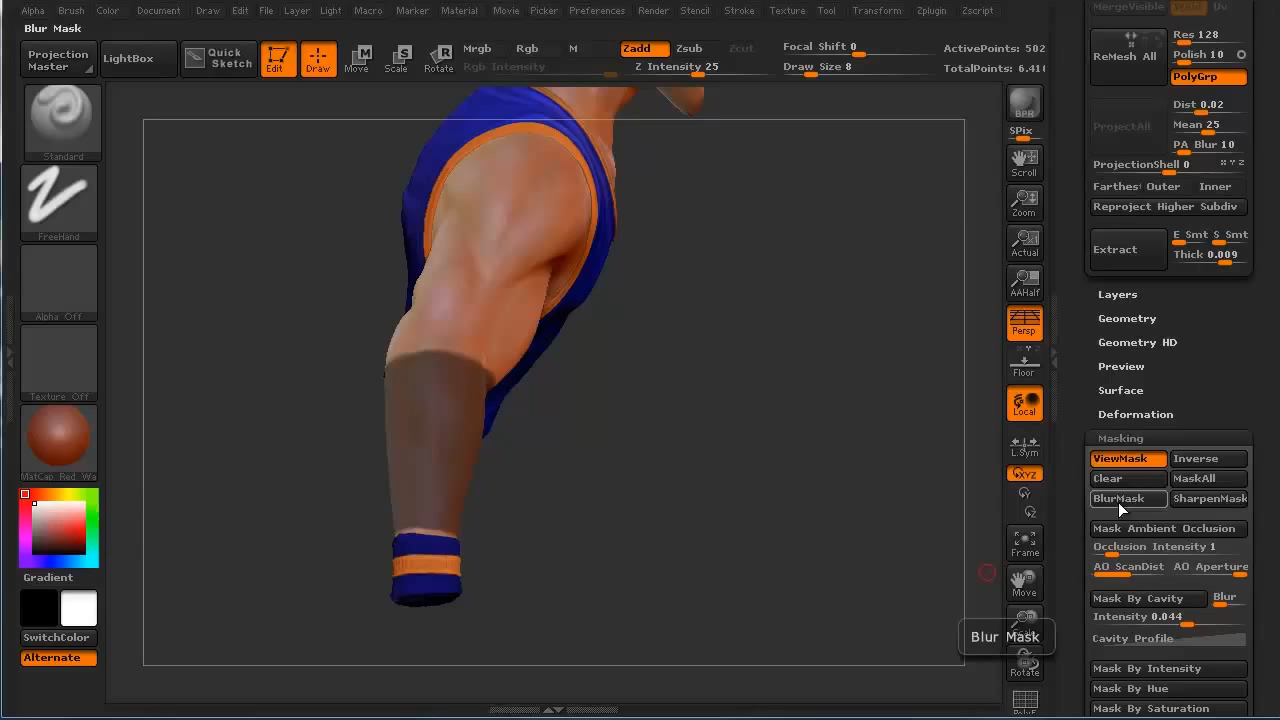 Alpha Brush Color Document Draw Edit File Layer Light Macro Marker Material Movie Picker Preferences Render Stencil Stroke Texture Tool Transform Zplugin Zscript
Blur Mask
Projection Master
LightBox
Quick Sketch
Edit
Draw
Move
Scale
Rotate
Mrgb Rgb M
Rgb Intensity
Zadd Zsub Zcut
Z Intensity 25
Focal Shift 0
Draw Size 8
ActivePoints: 502
TotalPoints: 6.416
Standard
FreeHand
Alpha Off
Texture Off
MatCap Red Wa
Gradient
SwitchColor
Alternate
BPR
SPix
Scroll
Zoom
Actual
AAHalf
Persp
Floor
Local
L.Sym
XYZ
Y
Z
Frame
Move
Rotate
PolyF
Blur Mask
MergeVisible Uv
ReMesh All
Res 128
Polish 10
PolyGrp
ProjectAll
Dist 0.02
Mean 25
PA Blur 10
ProjectionShell 0 X Y Z
Farthes Outer Inner
Reproject Higher Subdiv
Extract
E Smt S Smt
Thick 0.009
Layers
Geometry
Geometry HD
Preview
Surface
Deformation
Masking
ViewMask Inverse
Clear MaskAll
BlurMask SharpenMask
Mask Ambient Occlusion
Occlusion Intensity 1
AO ScanDist AO Aperture
Mask By Cavity Blur
Intensity 0.044
Cavity Profile
Mask By Intensity
Mask By Hue
Mask By Saturation